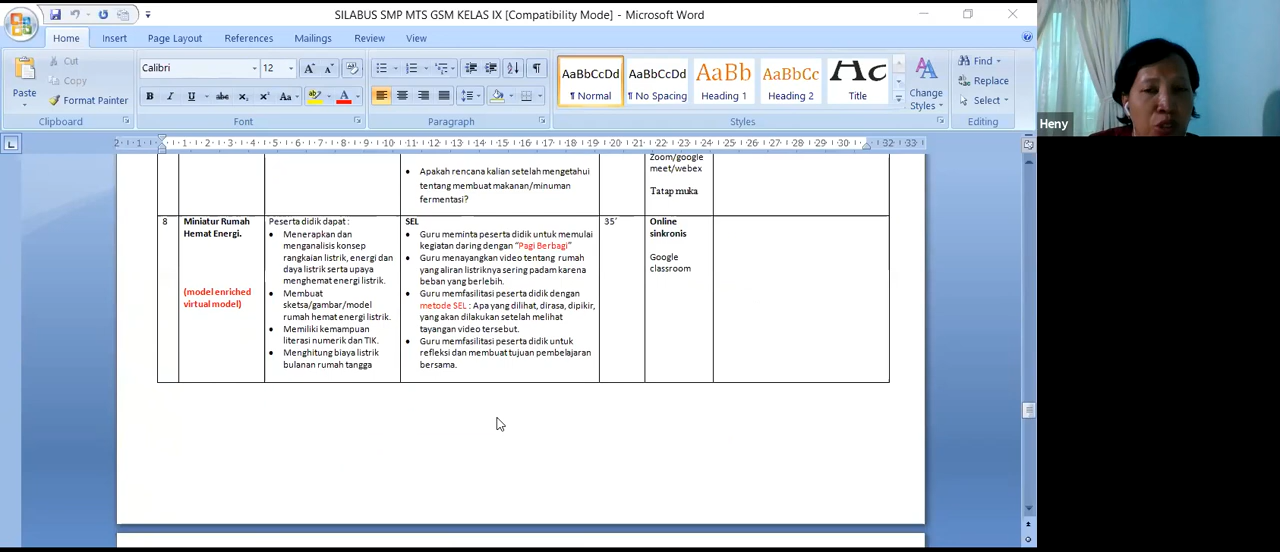 SILABUS SMP MTS GSM KELAS IX [Compatibility Mode] - Microsoft Word
Home Insert Page Layout References Mailings Review View
Paste
Cut
Copy
Format Painter
Clipboard
Calibri 12
Font
Paragraph
AaBbCcDd AaBbCcDd AaBb AaBbCc AaC
¶ Normal ¶ No Spacing Heading 1 Heading 2 Title
Change
Styles
Styles
Find
Replace
Select
Editing
Heny
Apakah rencana kalian setelah mengetahui
tentang membuat makanan/minuman
fermentasi?
Zoom/google
meet/webex
Tatap muka
8
Miniatur Rumah
Hemat Energi.
(model enriched
virtual model)
Peserta didik dapat :
• Menerapkan dan
menganalisis konsep
rangkaian listrik, energi dan
daya listrik serta upaya
menghemat energi listrik.
• Membuat
sketsa/gambar/model
rumah hemat energi listrik.
• Memiliki kemampuan
literasi numerik dan TIK.
• Menghitung biaya listrik
bulanan rumah tangga
SEL
• Guru meminta peserta didik untuk memulai
kegiatan daring dengan "Pagi Berbagi"
• Guru menayangkan video tentang rumah
yang aliran listriknya sering padam karena
beban yang berlebih.
• Guru memfasilitasi peserta didik dengan
metode SEL : Apa yang dilihat, dirasa, dipikir,
yang akan dilakukan setelah melihat
tayangan video tersebut.
• Guru memfasilitasi peserta didik untuk
refleksi dan membuat tujuan pembelajaran
bersama.
35'
Online
sinkronis
Google
classroom